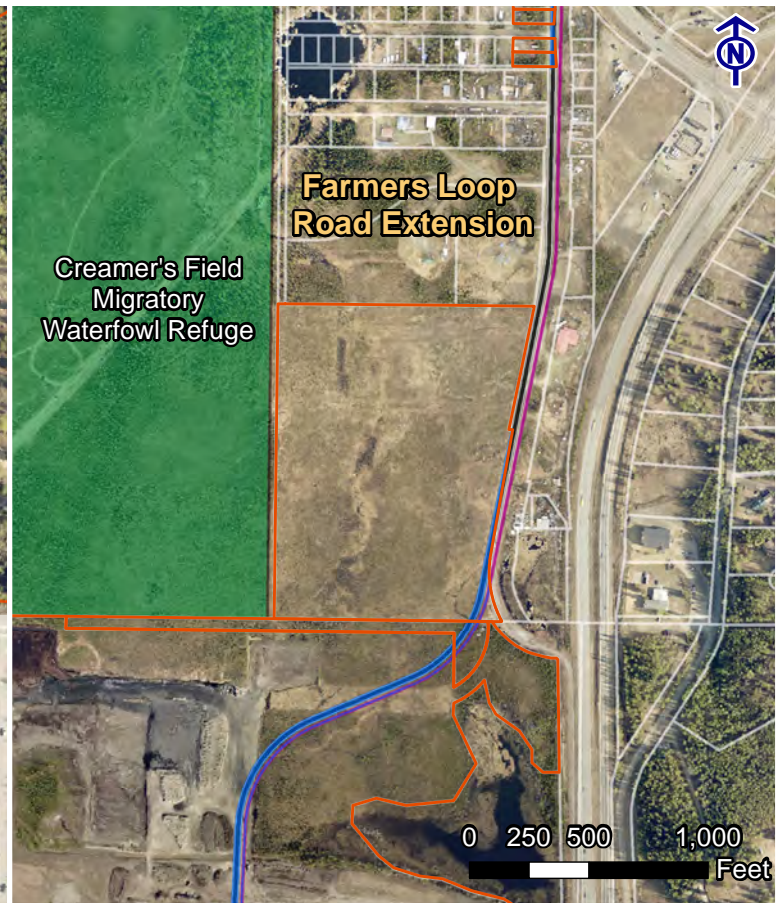 N
Farmers Loop
Road Extension
Creamer's Field
Migratory
Waterfowl Refuge
0 250 500 1,000
Feet